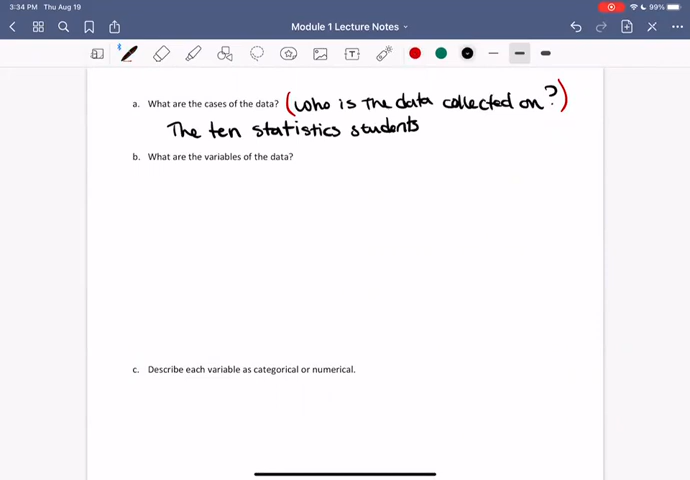 3:34 PM Thu Aug 19
99%
Module 1 Lecture Notes
T
a. What are the cases of the data? (who is the data collected on?)
The ten statistics students
b. What are the variables of the data?
c. Describe each variable as categorical or numerical.